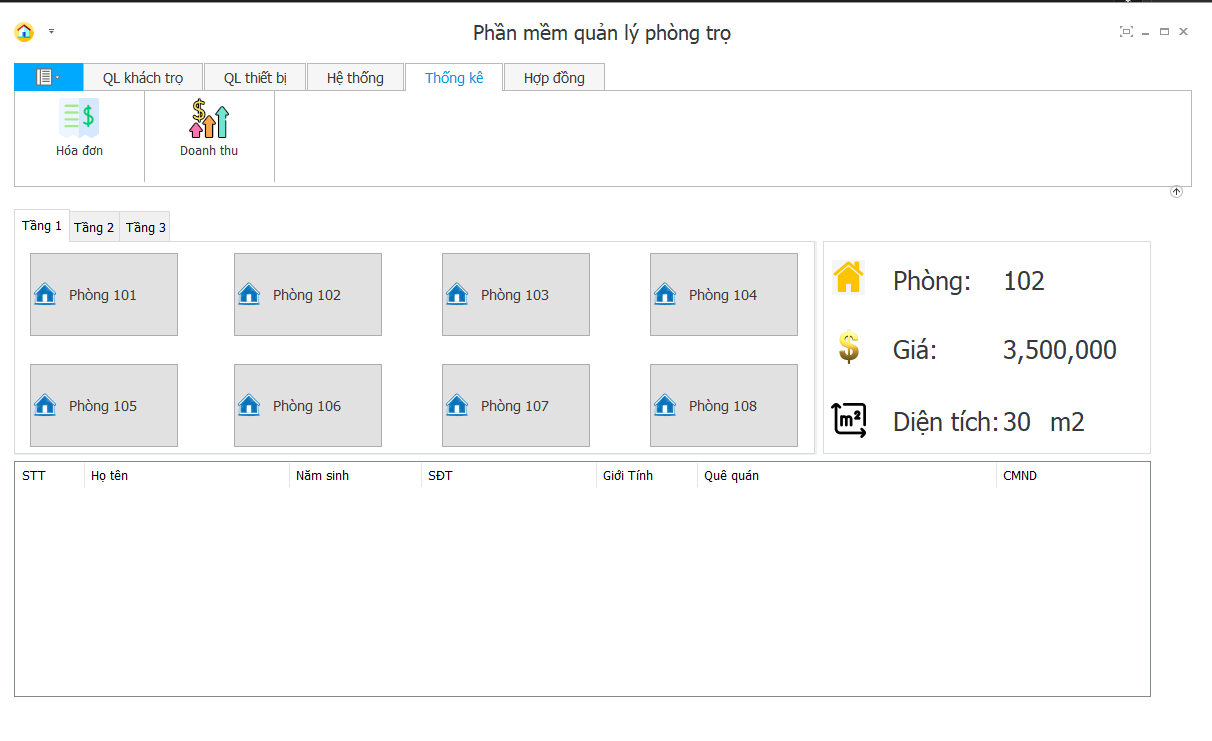 Phần mềm quản lý phòng trọ
QL khách trọ QL thiết bị Hệ thống Thống kê Hợp đồng
Hóa đơn Doanh thu
Tầng 1 Tầng 2 Tầng 3
Phòng 101 Phòng 102 Phòng 103 Phòng 104
Phòng 105 Phòng 106 Phòng 107 Phòng 108
Phòng: 102
Giá: 3,500,000
m² Diện tích: 30 m2
STT Họ tên Năm sinh SĐT Giới Tính Quê quán CMND